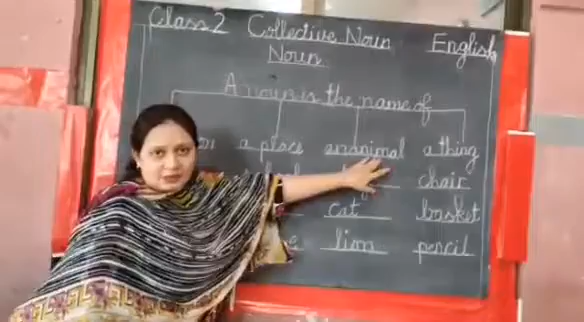 Class 2 Collective Noun English
Noun
A noun is the name of
a place an animal a thing
chair
cat basket
lion pencil